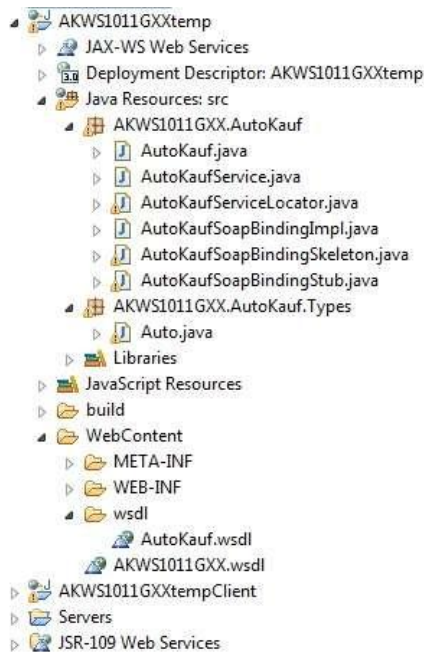 AKWS1011GXXtemp
JAX-WS Web Services
3.0 Deployment Descriptor: AKWS1011GXXtemp
Java Resources: src
AKWS1011GXX.AutoKauf
J AutoKauf.java
J AutoKaufService.java
J AutoKaufServiceLocator.java
J AutoKaufSoapBindingImpl.java
J AutoKaufSoapBindingSkeleton.java
J AutoKaufSoapBindingStub.java
AKWS1011GXX.AutoKauf.Types
J Auto.java
Libraries
JavaScript Resources
build
WebContent
META-INF
WEB-INF
wsdl
AutoKauf.wsdl
AKWS1011GXX.wsdl
AKWS1011GXXtempClient
Servers
JSR-109 Web Services